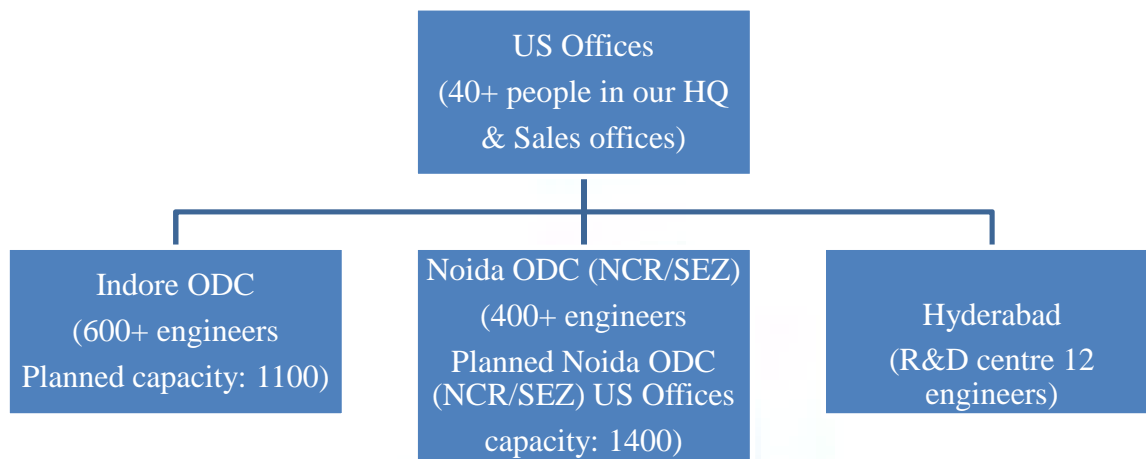 US Offices
(40+ people in our HQ
& Sales offices)
Indore ODC
(600+ engineers
Planned capacity: 1100)
Noida ODC (NCR/SEZ)
(400+ engineers
Planned Noida ODC
(NCR/SEZ) US Offices
capacity: 1400)
Hyderabad
(R&D centre 12
engineers)